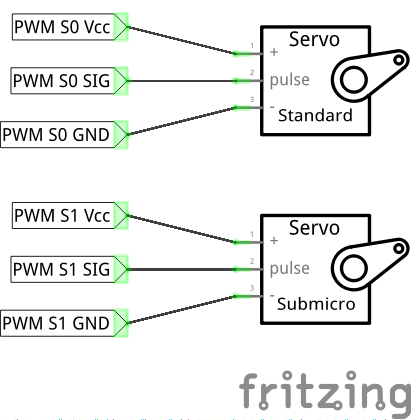 PWM S0 Vcc
1
+
Servo
PWM S0 SIG
2
pulse
PWM S0 GND
3
-
Standard
PWM S1 Vcc
1
+
Servo
PWM S1 SIG
2
pulse
PWM S1 GND
3
-
Submicro
fritzing